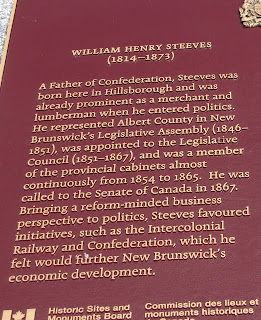 WILLIAM HENRY STEEVES
(1814–1873)
A Father of Confederation, Steeves was
born here in Hillsborough and was
already prominent as a merchant and
lumberman when he entered politics.
He represented Albert County in New
Brunswick's Legislative Assembly (1846–
1851), was appointed to the Legislative
Council (1851–1867), and was a member
of the provincial cabinets almost
continuously from 1854 to 1865. He was
called to the Senate of Canada in 1867.
Bringing a reform-minded business
perspective to politics, Steeves favoured
initiatives, such as the Intercolonial
Railway and Confederation, which he
felt would further New Brunswick's
economic development.
Historic Sites and
Monuments Board
Commission des lieux et
monuments historiques